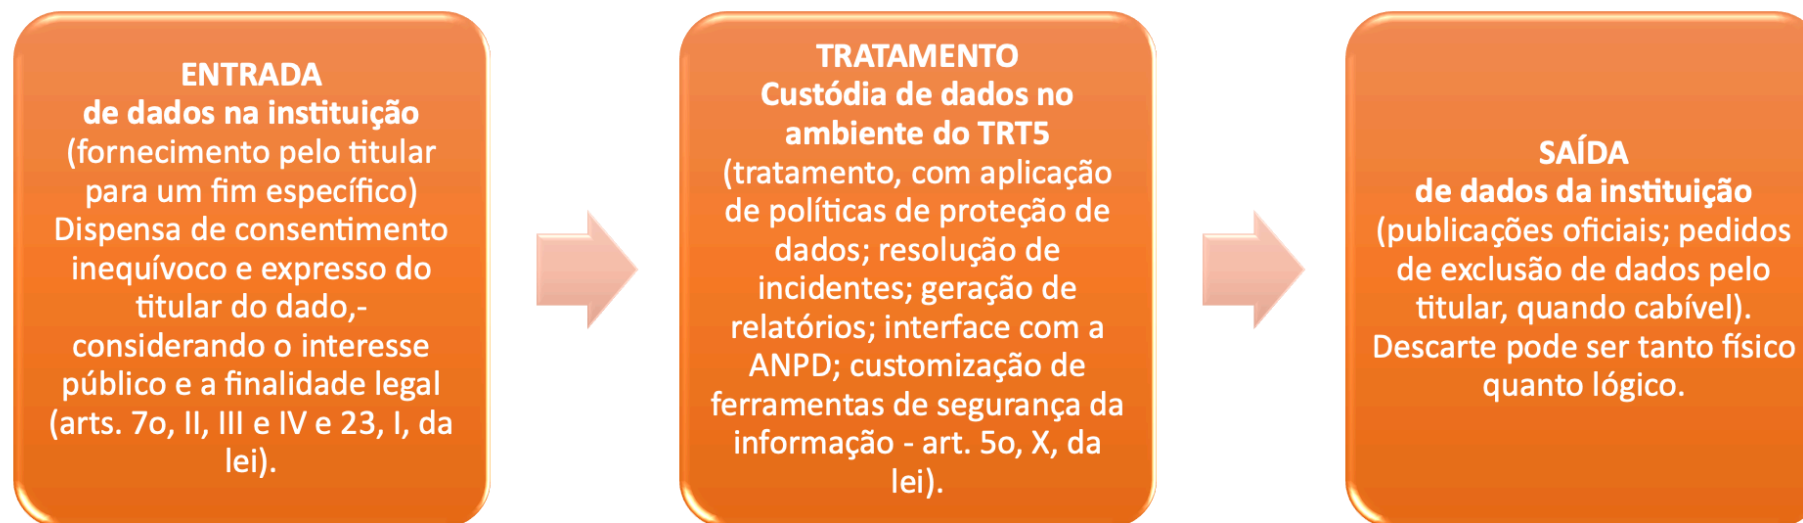 ENTRADA
de dados na instituição
(fornecimento pelo titular
para um fim específico)
Dispensa de consentimento
inequívoco e expresso do
titular do dado,-
considerando o interesse
público e a finalidade legal
(arts. 7o, II, III e IV e 23, I, da
lei).
TRATAMENTO
Custódia de dados no
ambiente do TRT5
(tratamento, com aplicação
de políticas de proteção de
dados; resolução de
incidentes; geração de
relatórios; interface com a
ANPD; customização de
ferramentas de segurança da
informação - art. 5o, X, da
lei).
SAÍDA
de dados da instituição
(publicações oficiais; pedidos
de exclusão de dados pelo
titular, quando cabível).
Descarte pode ser tanto físico
quanto lógico.